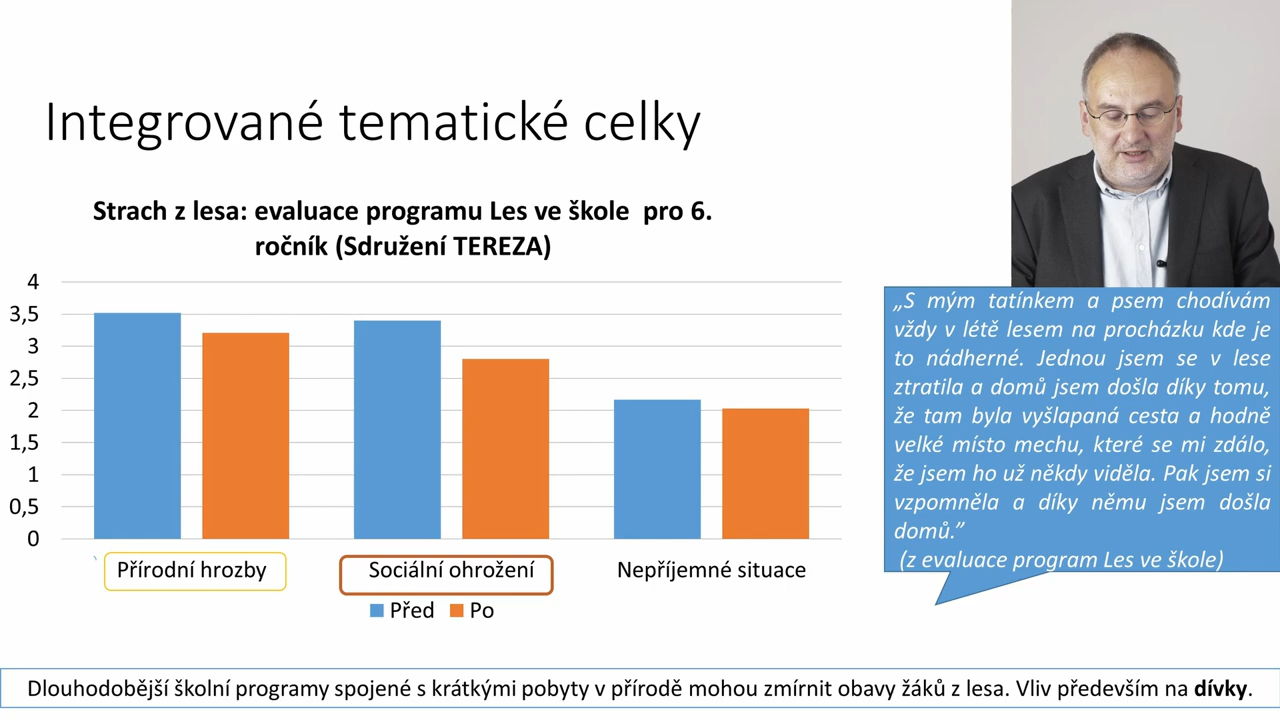 Integrované tematické celky
Strach z lesa: evaluace programu Les ve škole  pro 6.
ročník (Sdružení TEREZA)
4
3,5
3
2,5
2
1,5
1
0,5
0
` Přírodní hrozby
Sociální ohrožení
Nepříjemné situace
Před
Po
„S mým tatínkem a psem chodívám
vždy v létě lesem na procházku kde je
to nádherné. Jednou jsem se v lese
ztratila a domů jsem došla díky tomu,
že tam byla vyšlapaná cesta a hodně
velké místo mechu, které se mi zdálo,
že jsem ho už někdy viděla. Pak jsem si
vzpomněla a díky němu jsem došla
domů.”
(z evaluace program Les ve škole)
Dlouhodobější školní programy spojené s krátkými pobyty v přírodě mohou zmírnit obavy žáků z lesa. Vliv především na dívky.